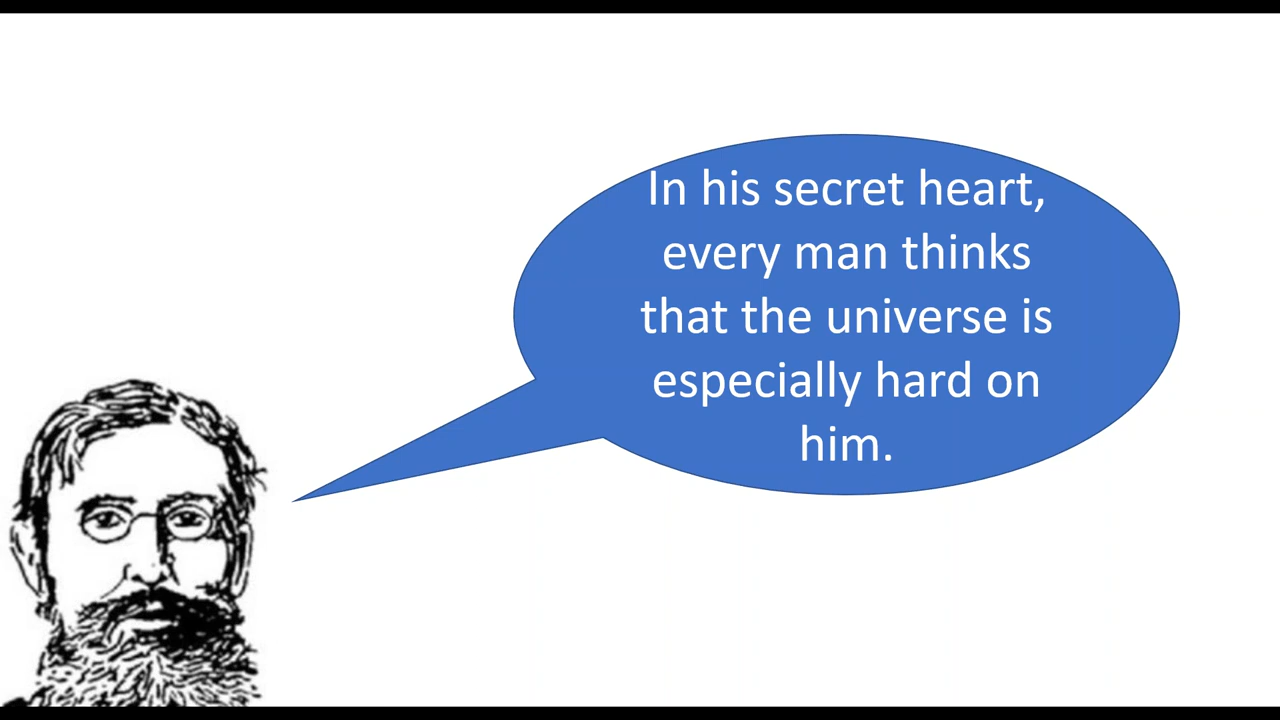 In his secret heart,
every man thinks
that the universe is
especially hard on
him.